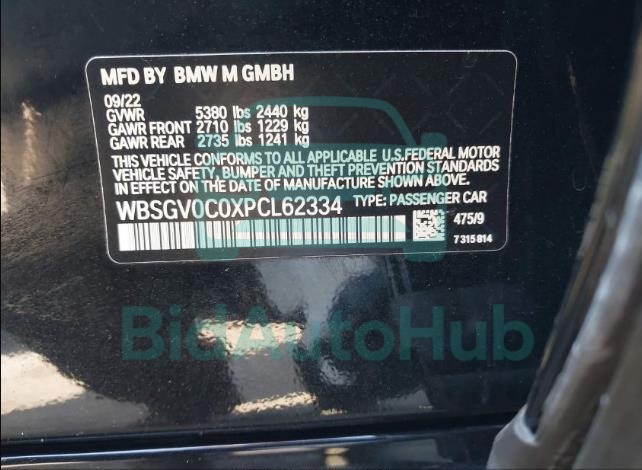 MFD BY BMW M GMBH
09/22
GVWR 5380 lbs 2440 kg
GAWR FRONT 2710 lbs 1229 kg
GAWR REAR 2735 lbs 1241 kg
THIS VEHICLE CONFORMS TO ALL APPLICABLE U.S.FEDERAL MOTOR
VEHICLE SAFETY, BUMPER AND THEFT PREVENTION STANDARDS
IN EFFECT ON THE DATE OF MANUFACTURE SHOWN ABOVE.
WBSGV0C0XPCL62334 TYPE: PASSENGER CAR
475/9
7 315 814
BidAutoHub